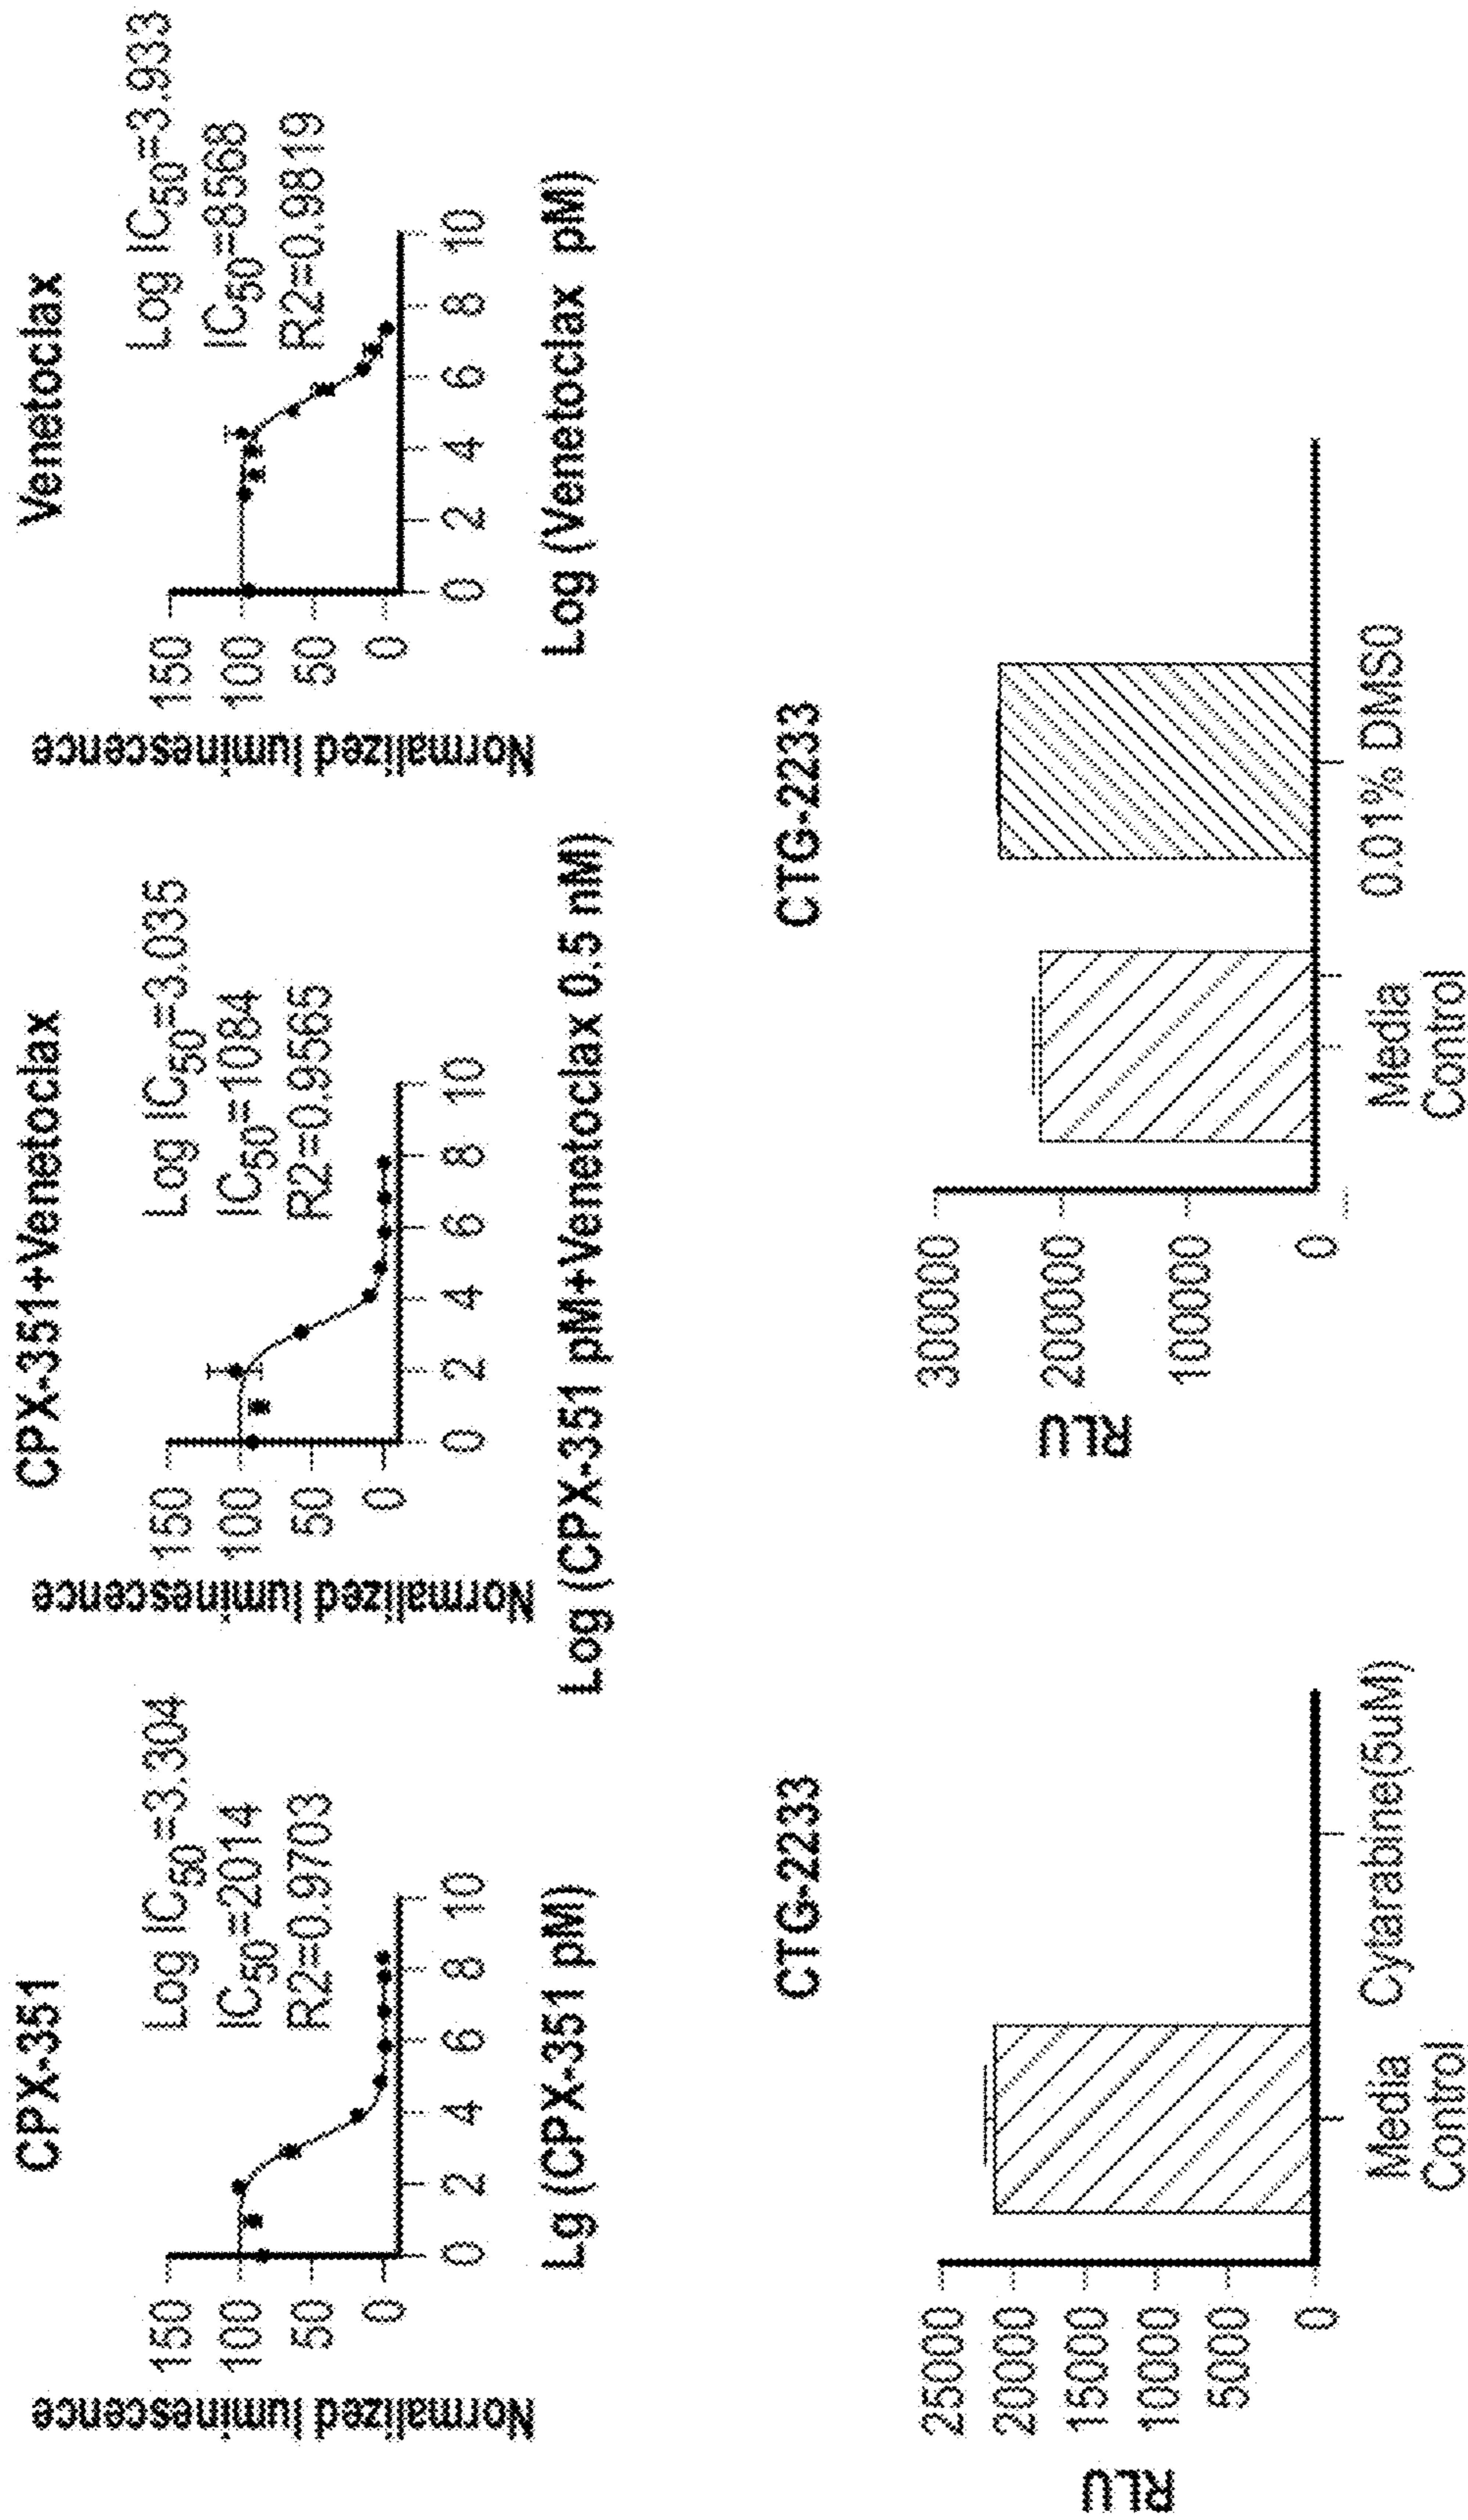 CPX-351
Normalized luminescence
150
100
50
0
Log IC50=3.304
IC50=2014
R2=0.9703
0 2 4 6 8 10
Lg (CPX-351 pM)
CPX-351+Venetoclax
Normalized luminescence
150
100
50
0
Log IC50=3.035
IC50=1084
R2=0.9565
0 2 4 6 8 10
Log (CPX-351 pM+Venetoclax 0.5 nM)
Venetoclax
Normalized luminescence
150
100
50
0
Log IC50=3.933
IC50=8568
R2=0.9819
0 2 4 6 8 10
Log (Venetoclax pM)
CTG-2233
RLU
25000
20000
15000
10000
5000
0
Media
Control
Cytarabine(5uM)
CTG-2233
RLU
300000
200000
100000
0
Media
Control
0.01% DMSO